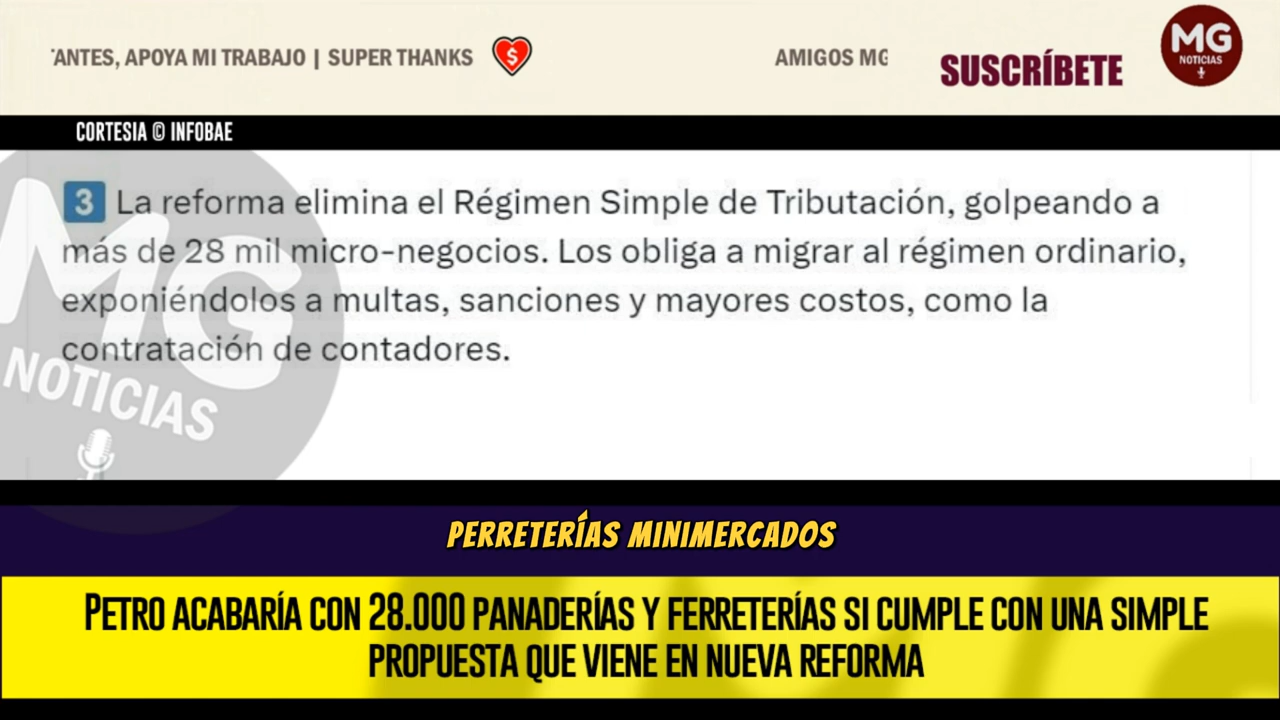 'ANTES, APOYA MI TRABAJO | SUPER THANKS
AMIGOS MG
SUSCRÍBETE
MG
NOTICIAS
CORTESIA © INFOBAE
3 La reforma elimina el Régimen Simple de Tributación, golpeando a
más de 28 mil micro-negocios. Los obliga a migrar al régimen ordinario,
exponiéndolos a multas, sanciones y mayores costos, como la
contratación de contadores.
MG
NOTICIAS
PERRETERÍAS MINIMERCADOS
PETRO ACABARÍA CON 28.000 PANADERÍAS Y FERRETERÍAS SI CUMPLE CON UNA SIMPLE
PROPUESTA QUE VIENE EN NUEVA REFORMA